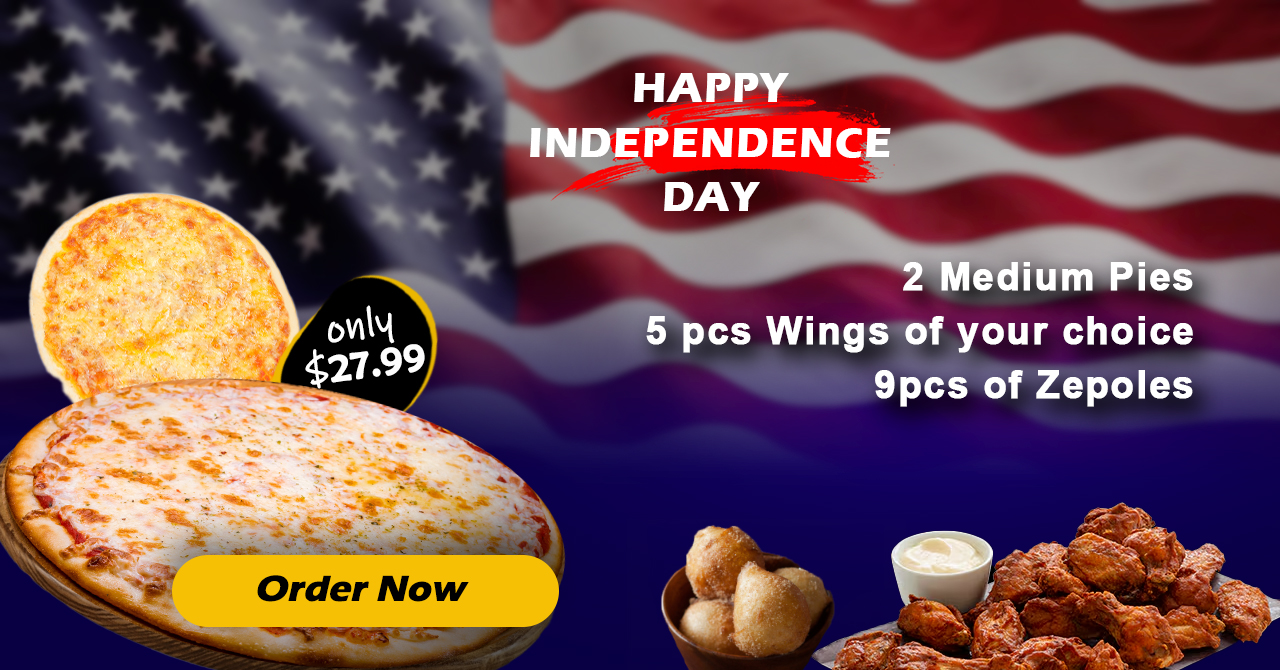 HAPPY
INDEPENDENCE
DAY
2 Medium Pies
5 pcs Wings of your choice
9pcs of Zepoles
only
$27.99
Order Now